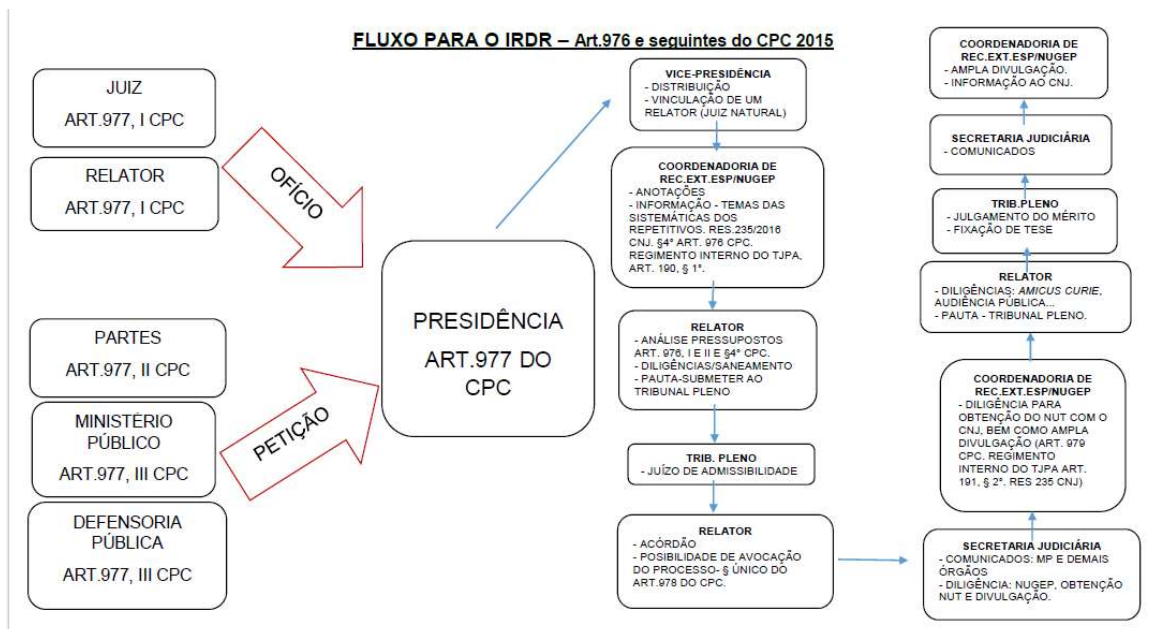 FLUXO PARA O IRDR – Art.976 e seguintes do CPC 2015
JUIZ
ART.977, I CPC
RELATOR
ART.977, I CPC
OFÍCIO
PARTES
ART.977, II CPC
MINISTÉRIO
PÚBLICO
ART.977, III CPC
DEFENSORIA
PÚBLICA
ART.977, III CPC
PETIÇÃO
PRESIDÊNCIA
ART.977 DO
CPC
VICE-PRESIDÊNCIA
- DISTRIBUIÇÃO
- VINCULAÇÃO DE UM
RELATOR (JUIZ NATURAL)
COORDENADORIA DE
REC.EXT.ESP/NUGEP
- ANOTAÇÕES
- INFORMAÇÃO - TEMAS DAS
SISTEMÁTICAS DOS
REPETITIVOS. RES.235/2016
CNJ. §4° ART. 976 CPC.
REGIMENTO INTERNO DO TJPA,
ART. 190, § 1°.
RELATOR
- ANÁLISE PRESSUPOSTOS
ART. 976, I E II E §4° CPC.
- DILIGÊNCIAS/SANEAMENTO
- PAUTA-SUBMETER AO
TRIBUNAL PLENO
TRIB. PLENO
- JUÍZO DE ADMISSIBILIDADE
RELATOR
- ACÓRDÃO
- POSIBILIDADE DE AVOCAÇÃO
DO PROCESSO- § ÚNICO DO
ART.978 DO CPC.
SECRETARIA JUDICIÁRIA
- COMUNICADOS: MP E DEMAIS
ÓRGÃOS
- DILIGÊNCIA: NUGEP, OBTENÇÃO
NUT E DIVULGAÇÃO.
COORDENADORIA DE
REC.EXT.ESP/NUGEP
- DILIGÊNCIA PARA
OBTENÇÃO DO NUT COM O
CNJ, BEM COMO AMPLA
DIVULGAÇÃO (ART. 979
CPC. REGIMENTO
INTERNO DO TJPA ART.
191, § 2°. RES 235 CNJ)
RELATOR
- DILIGÊNCIAS: AMICUS CURIE,
AUDIÊNCIA PÚBLICA...
- PAUTA - TRIBUNAL PLENO.
TRIB.PLENO
- JULGAMENTO DO MÉRITO
- FIXAÇÃO DE TESE
SECRETARIA JUDICIÁRIA
- COMUNICADOS
COORDENADORIA DE
REC.EXT.ESP/NUGEP
- AMPLA DIVULGAÇÃO.
- INFORMAÇÃO AO CNJ.